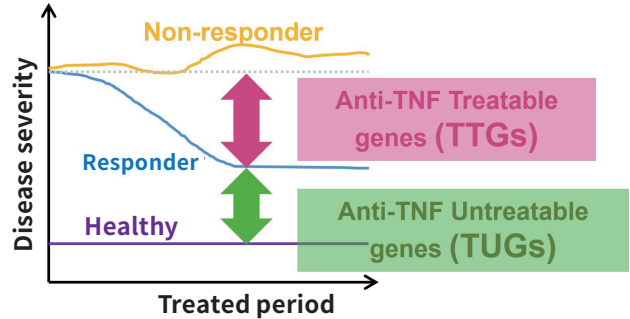 Non-responder
Disease severity
Anti-TNF Treatable
genes (TTGs)
Responder
Anti-TNF Untreatable
genes (TUGs)
Healthy
Treated period